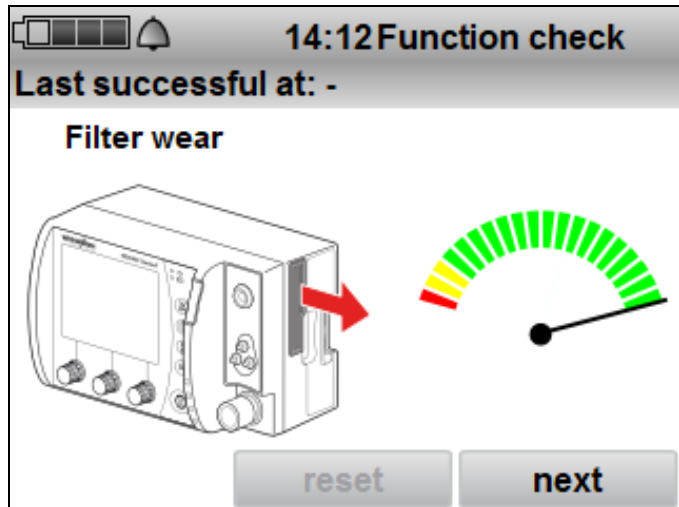 14:12 Function check
Last successful at: -
Filter wear
reset
next